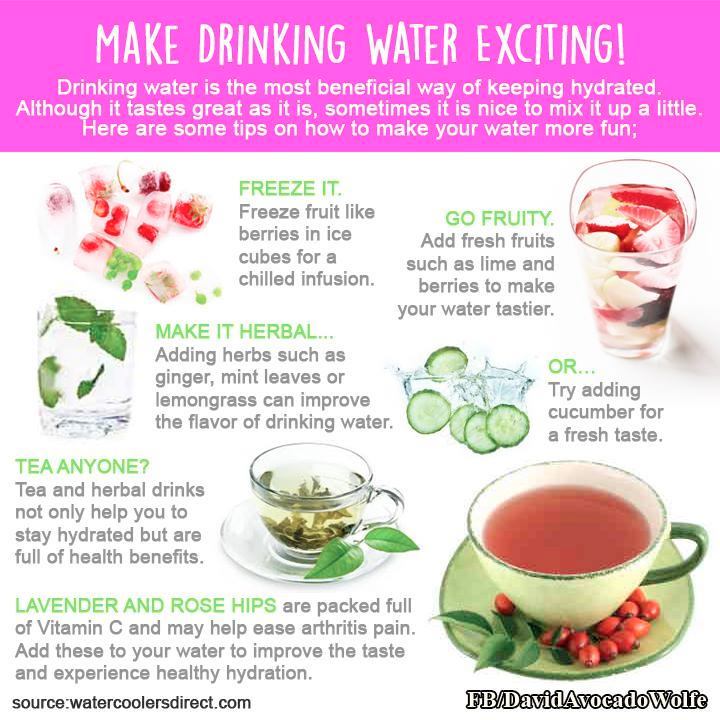 MAKE DRINKING WATER EXCITING!
Drinking water is the most beneficial way of keeping hydrated.
Although it tastes great as it is, sometimes it is nice to mix it up a little.
Here are some tips on how to make your water more fun;
FREEZE IT.
Freeze fruit like
berries in ice
cubes for a
chilled infusion.
GO FRUITY.
Add fresh fruits
such as lime and
berries to make
your water tastier.
MAKE IT HERBAL...
Adding herbs such as
ginger, mint leaves or
lemongrass can improve
the flavor of drinking water.
OR...
Try adding
cucumber for
a fresh taste.
TEA ANYONE?
Tea and herbal drinks
not only help you to
stay hydrated but are
full of health benefits.
LAVENDER AND ROSE HIPS are packed full
of Vitamin C and may help ease arthritis pain.
Add these to your water to improve the taste
and experience healthy hydration.
source:watercoolersdirect.com
FB/DavidAvocadoWolfe